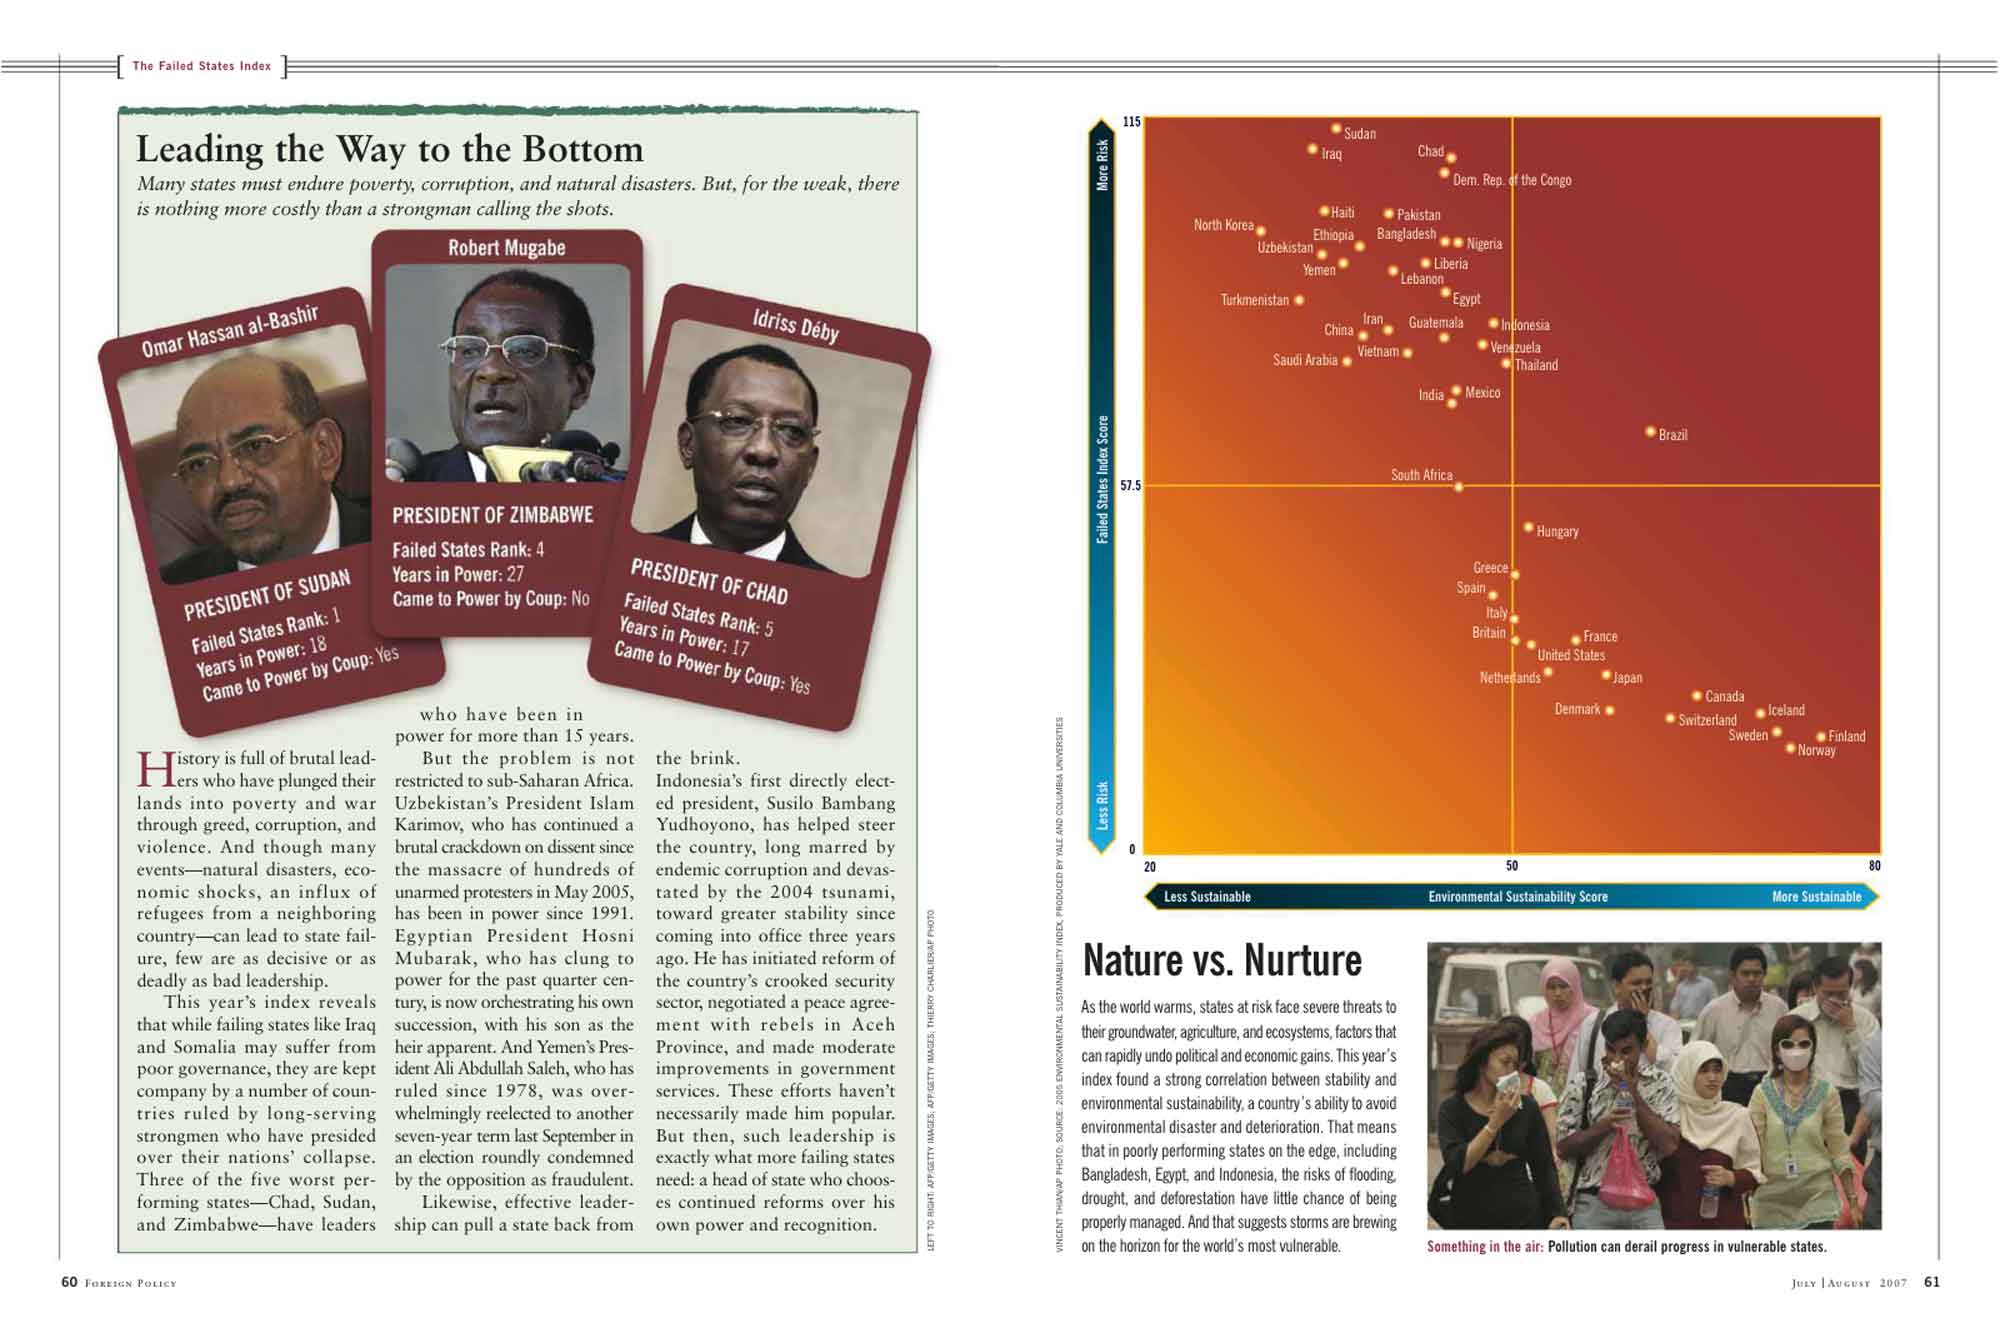 The Failed States Index
Leading the Way to the Bottom
Many states must endure poverty, corruption, and natural disasters. But, for the weak, there
is nothing more costly than a strongman calling the shots.
Omar Hassan al-Bashir
PRESIDENT OF SUDAN
Failed States Rank: 1
Years in Power: 18
Came to Power by Coup: Yes
Robert Mugabe
PRESIDENT OF ZIMBABWE
Failed States Rank: 4
Years in Power: 27
Came to Power by Coup: No
Idriss Déby
PRESIDENT OF CHAD
Failed States Rank: 5
Years in Power: 17
Came to Power by Coup: Yes
History is full of brutal lead-
ers who have plunged their
lands into poverty and war
through greed, corruption, and
violence. And though many
events—natural disasters, eco-
nomic shocks, an influx of
refugees from a neighboring
country—can lead to state fail-
ure, few are as decisive or as
deadly as bad leadership.
This year's index reveals
that while failing states like Iraq
and Somalia may suffer from
poor governance, they are kept
company by a number of coun-
tries ruled by long-serving
strongmen who have presided
over their nations' collapse.
Three of the five worst per-
forming states—Chad, Sudan,
and Zimbabwe—have leaders
who have been in
power for more than 15 years.
But the problem is not
restricted to sub-Saharan Africa.
Uzbekistan's President Islam
Karimov, who has continued a
brutal crackdown on dissent since
the massacre of hundreds of
unarmed protesters in May 2005,
has been in power since 1991.
Egyptian President Hosni
Mubarak, who has clung to
power for the past quarter cen-
tury, is now orchestrating his own
succession, with his son as the
heir apparent. And Yemen's Pres-
ident Ali Abdullah Saleh, who has
ruled since 1978, was over-
whelmingly reelected to another
seven-year term last September in
an election roundly condemned
by the opposition as fraudulent.
Likewise, effective leader-
ship can pull a state back from
the brink.
Indonesia's first directly elect-
ed president, Susilo Bambang
Yudhoyono, has helped steer
the country, long marred by
endemic corruption and devas-
tated by the 2004 tsunami,
toward greater stability since
coming into office three years
ago. He has initiated reform of
the country's crooked security
sector, negotiated a peace agree-
ment with rebels in Aceh
Province, and made moderate
improvements in government
services. These efforts haven't
necessarily made him popular.
But then, such leadership is
exactly what more failing states
need: a head of state who choos-
es continued reforms over his
own power and recognition.
LEFT TO RIGHT: AFP/GETTY IMAGES; AFP/GETTY IMAGES; THIERRY CHARLIER/AP PHOTO
60 FOREIGN POLICY
115
57.5
0
More Risk
Failed States Index Score
Less Risk
Sudan
Iraq
Chad
Dem. Rep. of the Congo
Haiti
Pakistan
North Korea
Ethiopia
Bangladesh
Nigeria
Uzbekistan
Yemen
Liberia
Lebanon
Turkmenistan
Egypt
Iran
China
Guatemala
Indonesia
Vietnam
Venezuela
Saudi Arabia
Thailand
India
Mexico
Brazil
South Africa
Hungary
Greece
Spain
Italy
Britain
France
United States
Netherlands
Japan
Canada
Denmark
Switzerland
Iceland
Sweden
Finland
Norway
20
50
80
Less Sustainable
Environmental Sustainability Score
More Sustainable
VINCENT THIAN/AP PHOTO; SOURCE: 2005 ENVIRONMENTAL SUSTAINABILITY INDEX, PRODUCED BY YALE AND COLUMBIA UNIVERSITIES
Nature vs. Nurture
As the world warms, states at risk face severe threats to
their groundwater, agriculture, and ecosystems, factors that
can rapidly undo political and economic gains. This year's
index found a strong correlation between stability and
environmental sustainability, a country's ability to avoid
environmental disaster and deterioration. That means
that in poorly performing states on the edge, including
Bangladesh, Egypt, and Indonesia, the risks of flooding,
drought, and deforestation have little chance of being
properly managed. And that suggests storms are brewing
on the horizon for the world's most vulnerable.
Something in the air: Pollution can derail progress in vulnerable states.
JULY | AUGUST 2007 61